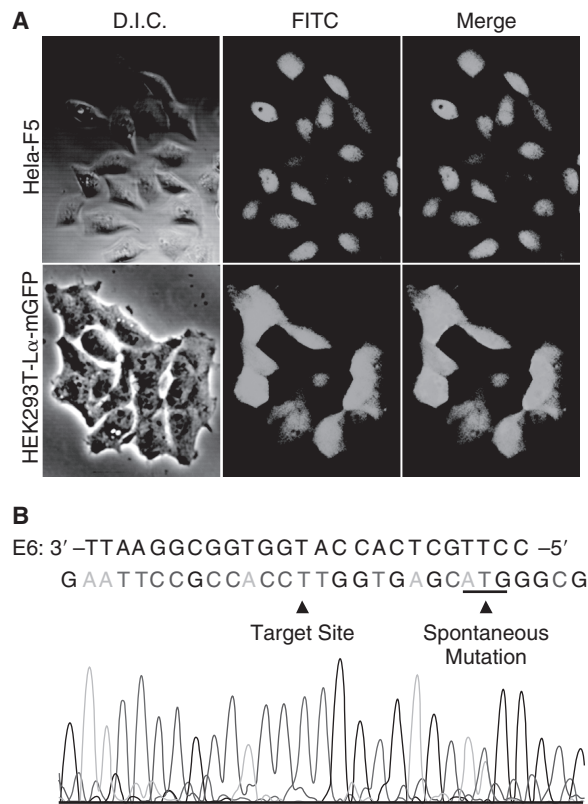 A
D.I.C. FITC Merge
Hela-F5
HEK293T-Lα-mGFP
B
E6: 3′ –TTAAGGCGGTGGTACCACTCGTTCC –5′
GAATTCCGCCACCTTGGTGAGCATGGGCG
Target Site
Spontaneous
Mutation